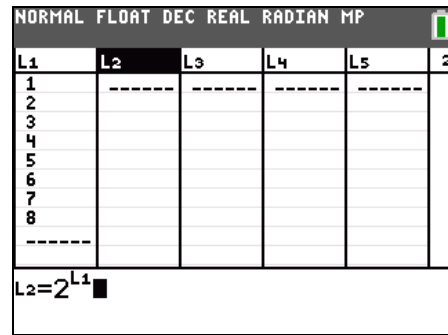 NORMAL FLOAT DEC REAL RADIAN MP
L1 L2 L3 L4 L5 2
1 ------ ------ ------ ------
2
3
4
5
6
7
8
------
L2=2^L1